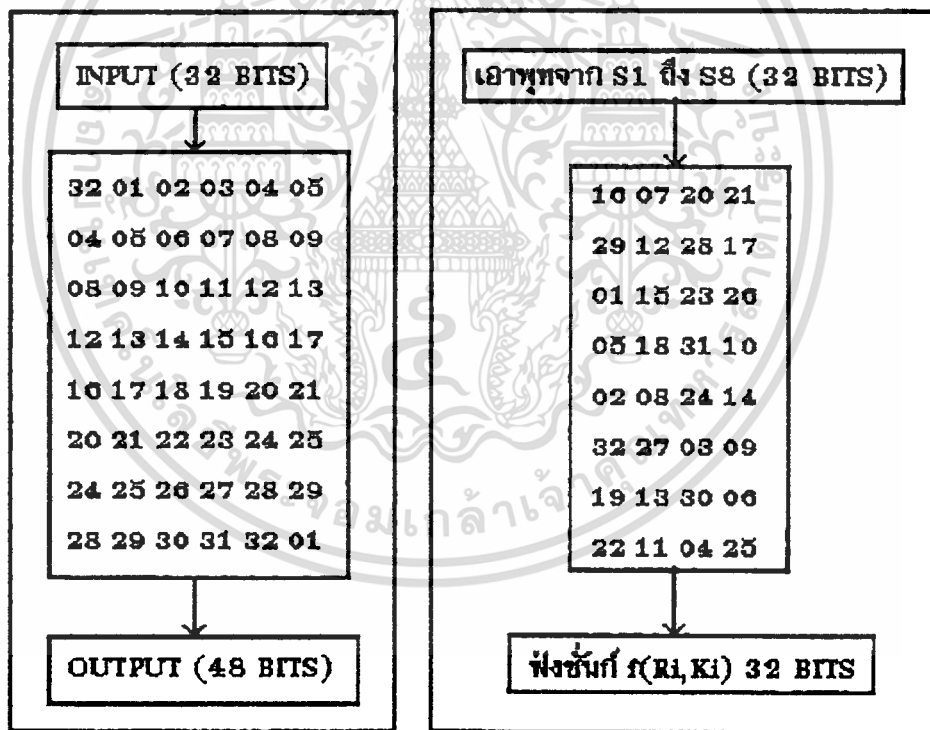 INPUT (32 BITS)
32 01 02 03 04 05
04 05 06 07 08 09
08 09 10 11 12 13
12 13 14 15 16 17
16 17 18 19 20 21
20 21 22 23 24 25
24 25 26 27 28 29
28 29 30 31 32 01
OUTPUT (48 BITS)
เอาพุทจาก S1 ถึง S8 (32 BITS)
16 07 20 21
29 12 28 17
01 15 23 26
05 18 31 10
02 08 24 14
32 27 03 09
19 13 30 06
22 11 04 25
ฟังชั่นก์ f(Ri,Ki) 32 BITS